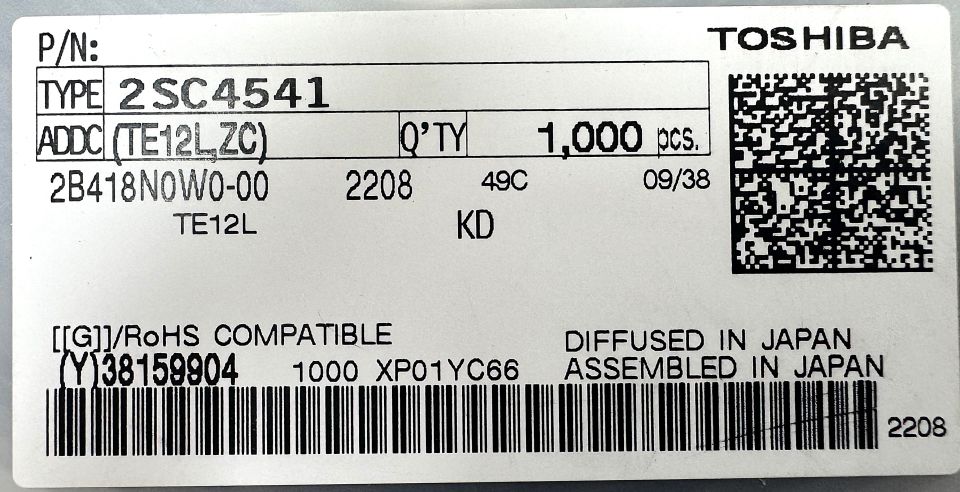 P/N:
TOSHIBA
TYPE 2SC4541
ADDC (TE12L,ZC) Q'TY 1,000 pcs.
2B418N0W0-00 2208 49C 09/38
TE12L KD
[[G]]/RoHS COMPATIBLE
DIFFUSED IN JAPAN
(Y)38159904 1000 XP01YC66 ASSEMBLED IN JAPAN
2208